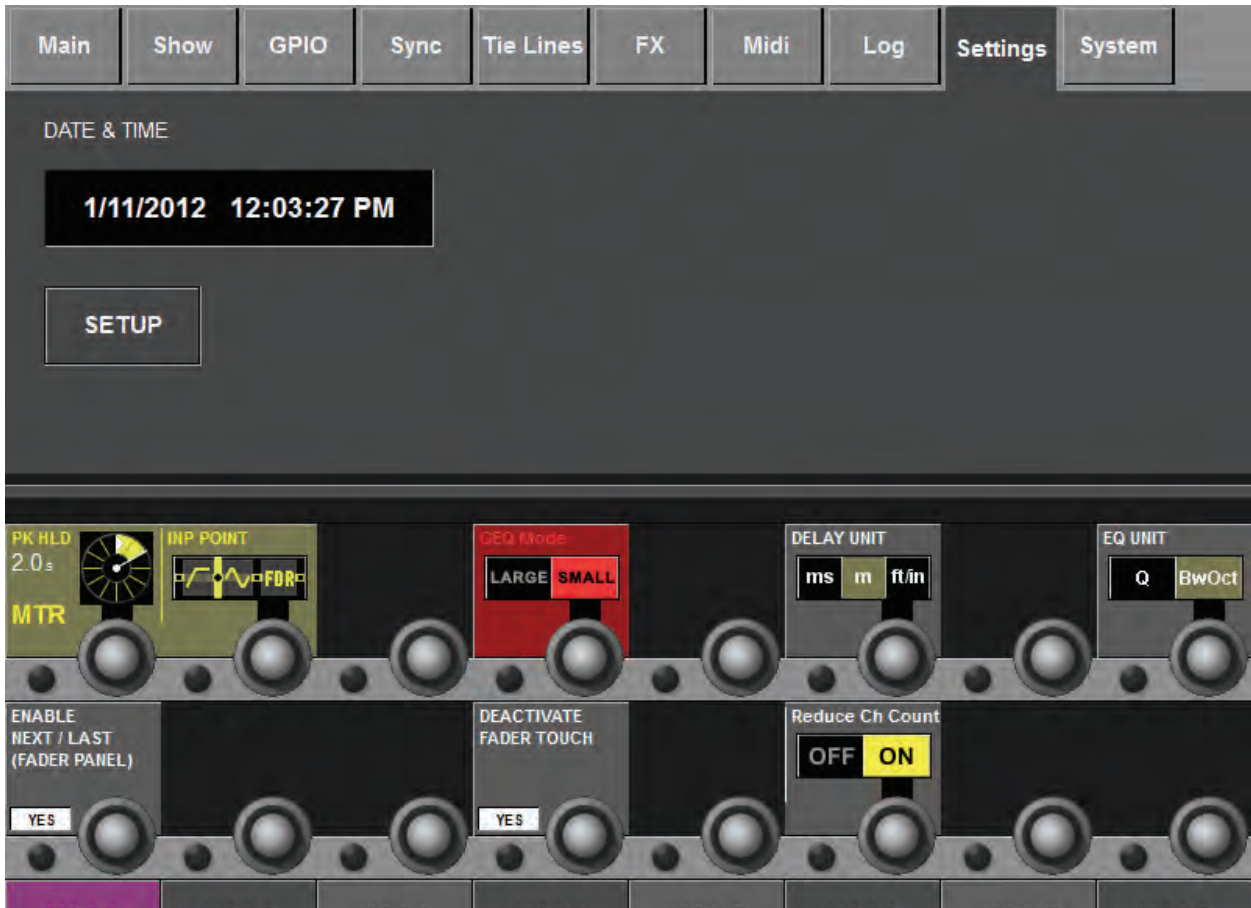 Main Show GPIO Sync Tie Lines FX Midi Log Settings System
DATE & TIME
1/11/2012 12:03:27 PM
SETUP
PK HLD
2.0s
MTR
INP POINT
FDR
GEQ Mode
LARGE SMALL
DELAY UNIT
ms m ft/in
EQ UNIT
Q BwOct
ENABLE
NEXT / LAST
(FADER PANEL)
YES
DEACTIVATE
FADER TOUCH
YES
Reduce Ch Count
OFF ON